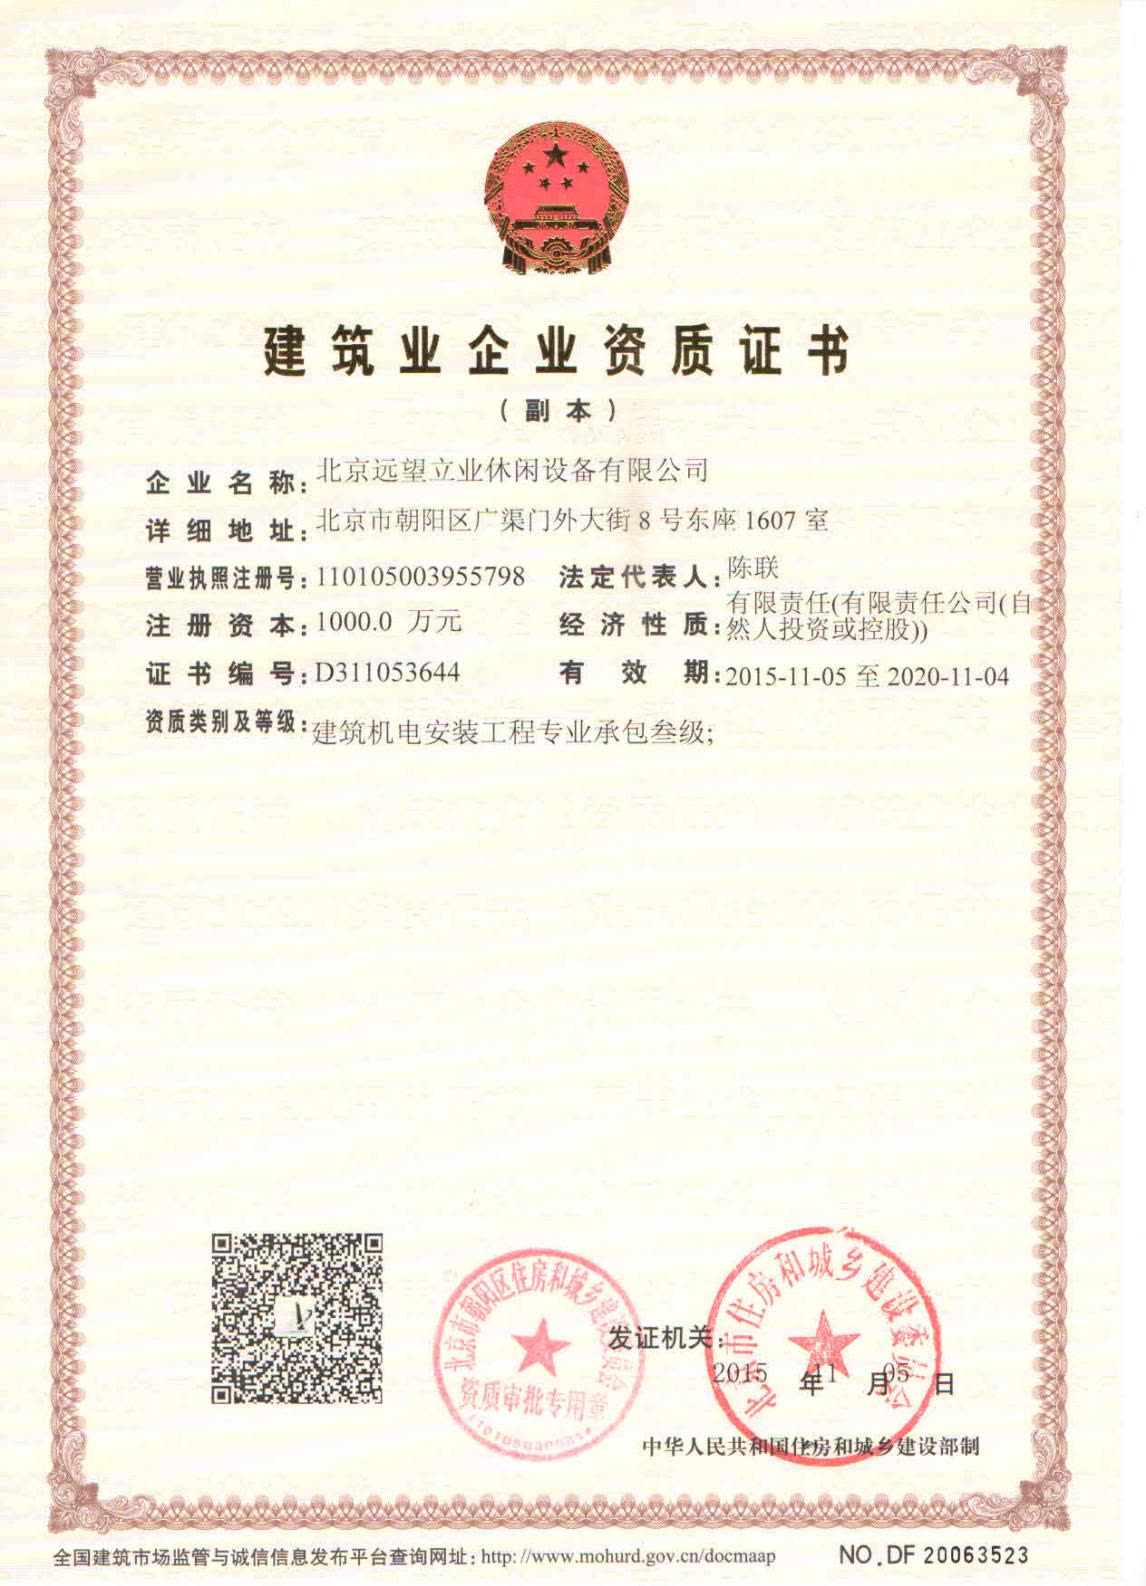 建筑业企业资质证书
(副本)
企业名称:北京远望立业休闲设备有限公司
详细地址:北京市朝阳区广渠门外大街8号东座1607室
营业执照注册号:110105003955798 法定代表人:陈联
注册资本:1000.0 万元 经济性质:有限责任(有限责任公司(自
然人投资或控股))
证书编号:D311053644 有效期:2015-11-05 至 2020-11-04
资质类别及等级:建筑机电安装工程专业承包叁级;
北京市朝阳区住房和城乡建设委员会
资质审批专用章
北京市住房和城乡建设委员会
发证机关:
2015年11月05日
中华人民共和国住房和城乡建设部制
全国建筑市场监管与诚信信息发布平台查询网址:http://www.mohurd.gov.cn/docmaap NO.DF 20063523